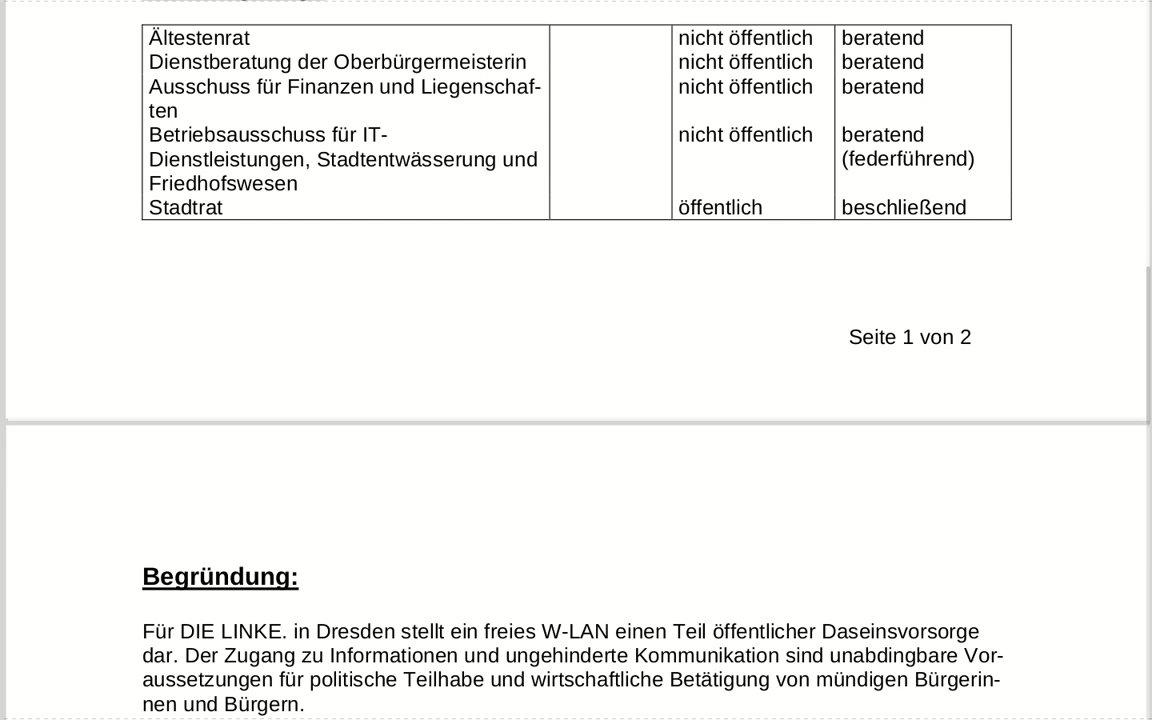 Ältestenrat nicht öffentlich beratend
Dienstberatung der Oberbürgermeisterin nicht öffentlich beratend
Ausschuss für Finanzen und Liegenschaf- nicht öffentlich beratend
ten
Betriebsausschuss für IT- nicht öffentlich beratend
Dienstleistungen, Stadtentwässerung und (federführend)
Friedhofswesen
Stadtrat öffentlich beschließend
Seite 1 von 2
Begründung:
Für DIE LINKE. in Dresden stellt ein freies W-LAN einen Teil öffentlicher Daseinsvorsorge
dar. Der Zugang zu Informationen und ungehinderte Kommunikation sind unabdingbare Vor-
aussetzungen für politische Teilhabe und wirtschaftliche Betätigung von mündigen Bürgerin-
nen und Bürgern.